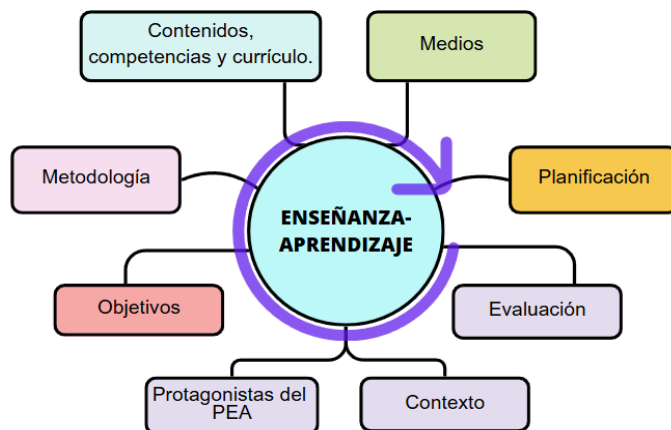 Contenidos,
competencias y currículo.
Medios
Metodología
Planificación
ENSEÑANZA-
APRENDIZAJE
Objetivos
Evaluación
Protagonistas del
PEA
Contexto